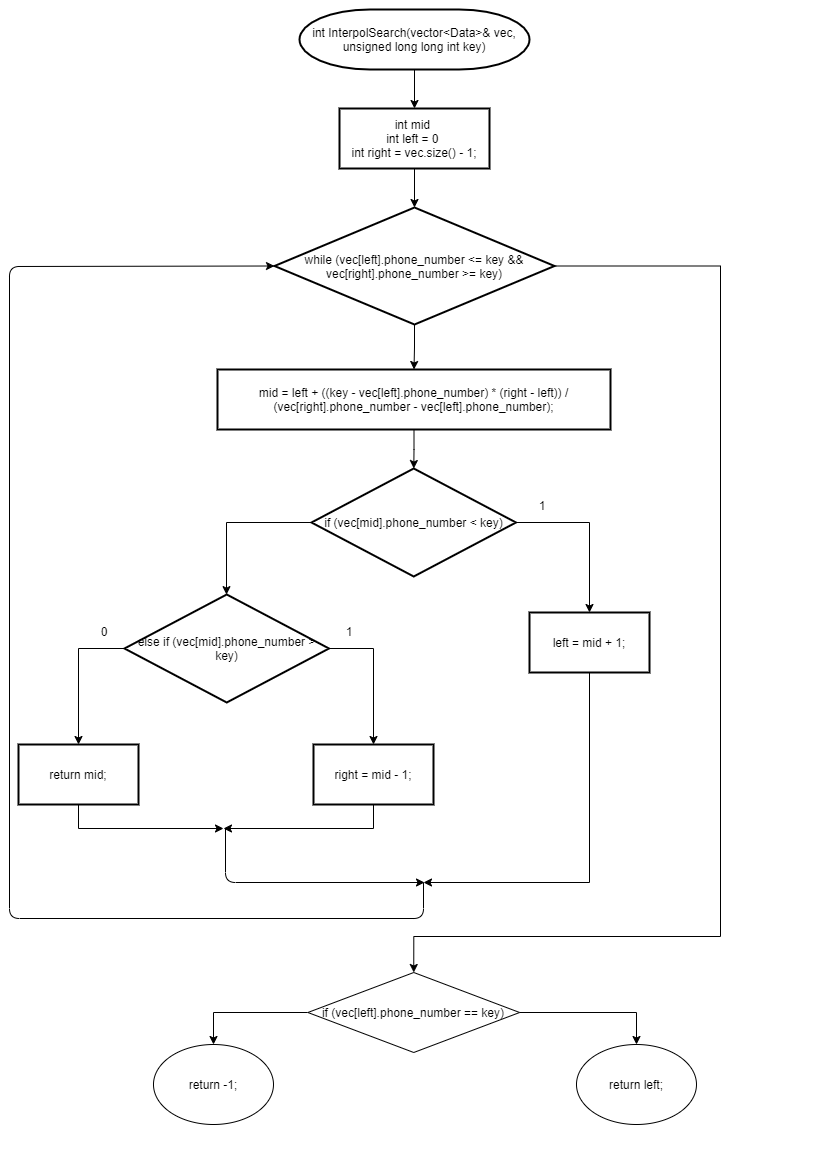 int InterpolSearch(vector<Data>& vec,
unsigned long long int key)
int mid
int left = 0
int right = vec.size() - 1;
while (vec[left].phone_number <= key &&
vec[right].phone_number >= key)
mid = left + ((key - vec[left].phone_number) * (right - left)) /
(vec[right].phone_number - vec[left].phone_number);
if (vec[mid].phone_number < key)
1
0
else if (vec[mid].phone_number >
key)
1
left = mid + 1;
return mid;
right = mid - 1;
if (vec[left].phone_number == key)
return -1;
return left;